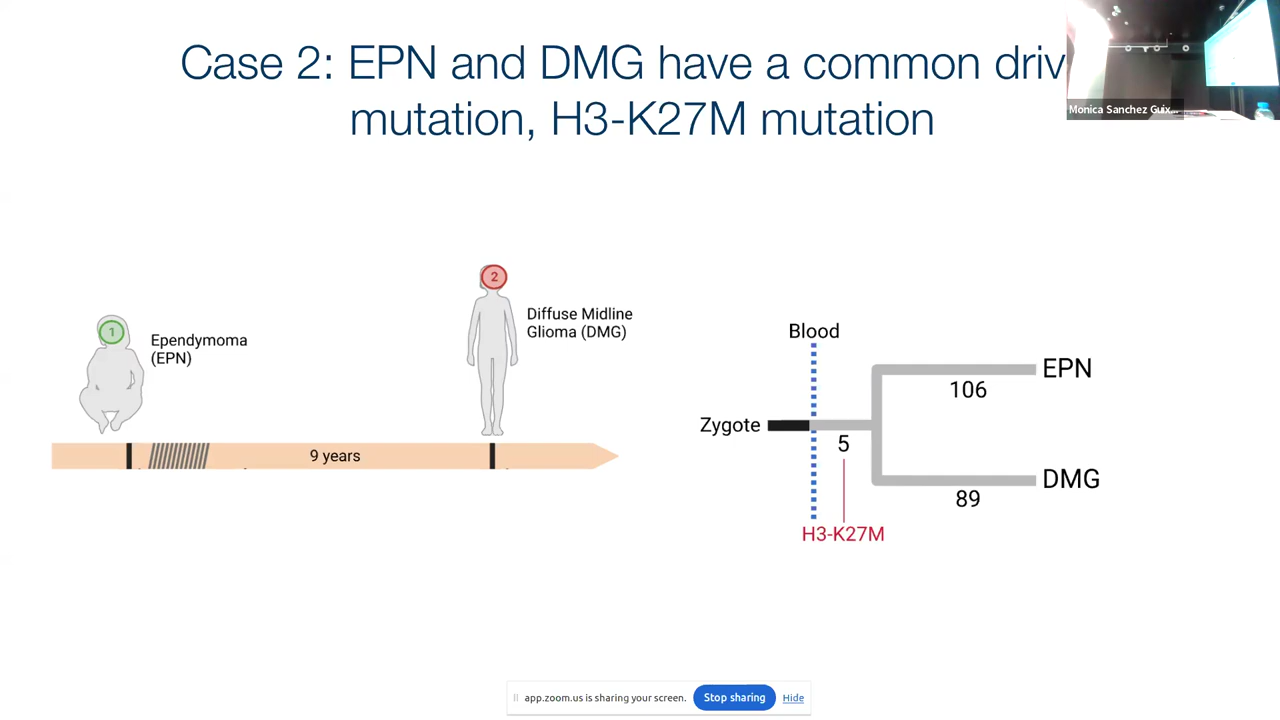 Case 2: EPN and DMG have a common driv
mutation, H3-K27M mutation
Monica Sanchez Guix...
1
Ependymoma
(EPN)
2
Diffuse Midline
Glioma (DMG)
9 years
Blood
Zygote
5
H3-K27M
EPN
106
DMG
89
app.zoom.us is sharing your screen.
Stop sharing
Hide